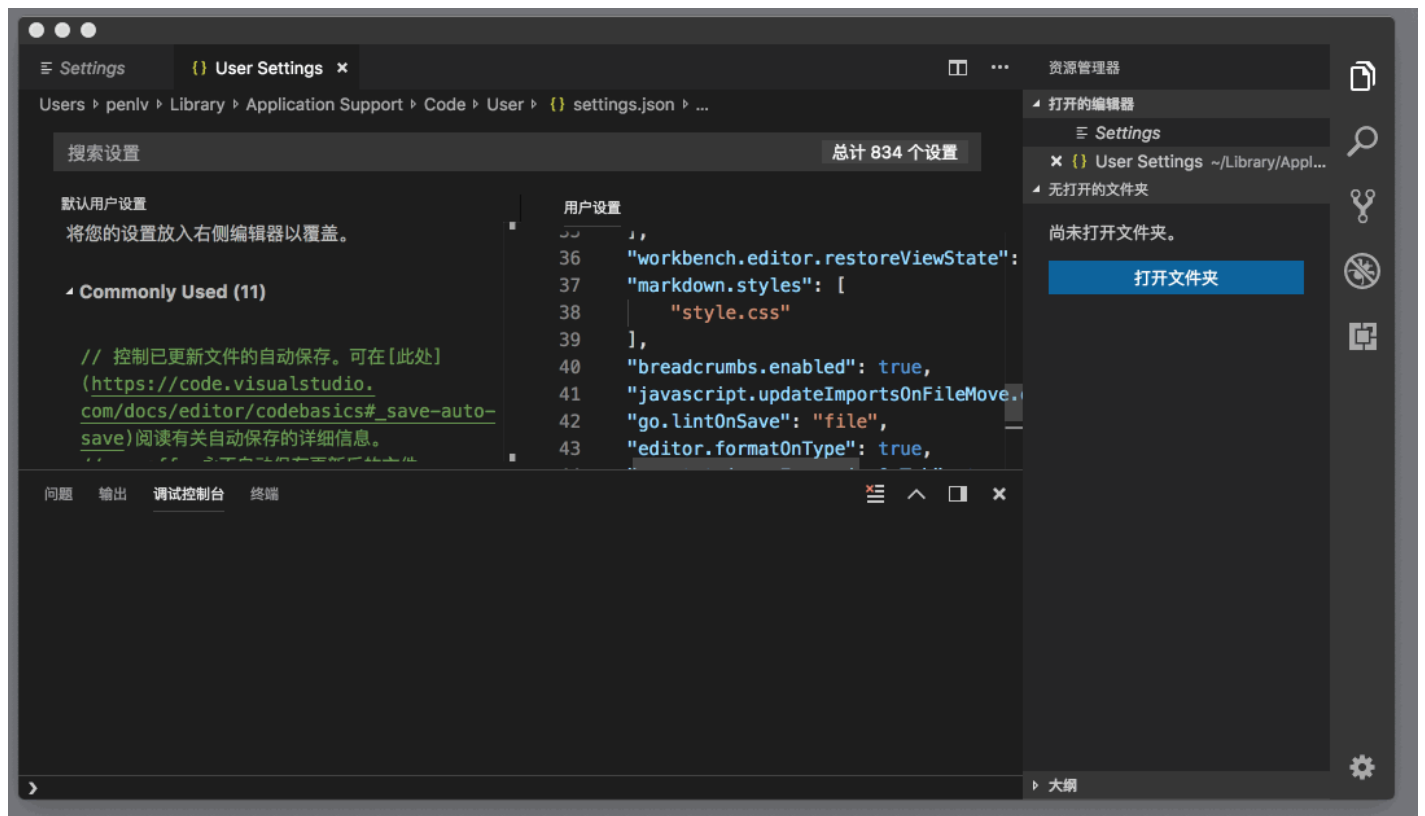 Settings
User Settings
Users Library Application Support Code User settings.json ...
penlv
搜索设置
总计 834 个设置
默认用户设置
将您的设置放入右侧编辑器以覆盖。
Commonly Used (11)
// 控制已更新文件的自动保存。可在[此处]
(https://code.visualstudio.
com/docs/editor/codebasics#_save-auto-
save)阅读有关自动保存的详细信息。
用户设置
],
36 "workbench.editor.restoreViewState":
37 "markdown.styles": [
38 "style.css"
39 ],
40 "breadcrumbs.enabled": true,
41 "javascript.updateImportsOnFileMove.
42 "go.lintOnSave": "file",
43 "editor.formatOnType": true,
问题 输出 调试控制台 终端
资源管理器
打开的编辑器
Settings
User Settings ~/Library/Appl...
无打开的文件夹
尚未打开文件夹。
打开文件夹
大纲